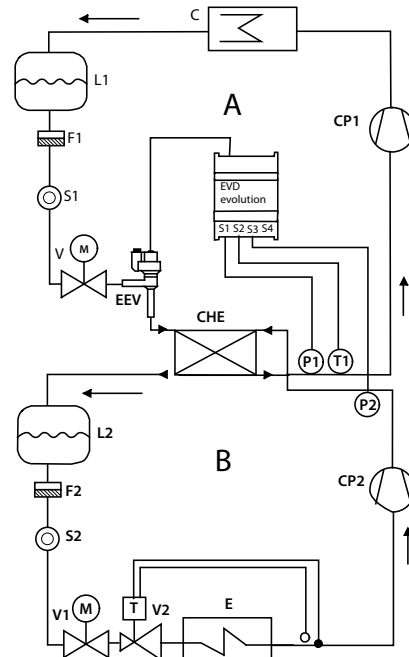 C
L1
A
CP1
F1
EVD
evolution
S1 S2 S3 S4
S1
V
M
EEV
CHE
P1
T1
P2
L2
B
CP2
F2
S2
V1
M
T
V2
E